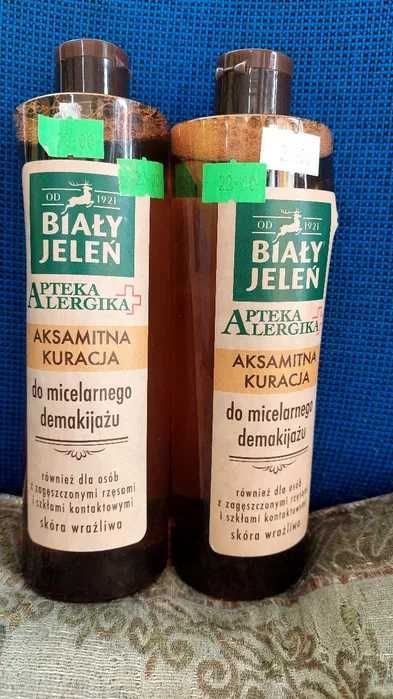 OD 1921
BIAŁY
JELEŃ
APTEKA
ALERGIKA
AKSAMITNA
KURACJA
do micelarnego
demakijażu
również dla osób
z zagęszczonymi rzęsami
i szkłami kontaktowymi
skóra wrażliwa
OD 1921
BIAŁY
JELEŃ
APTEKA
ALERGIKA
AKSAMITNA
KURACJA
do micelarnego
demakijażu
również dla osób
z zagęszczonymi rzęsami
i szkłami kontaktowymi
skóra wrażliwa